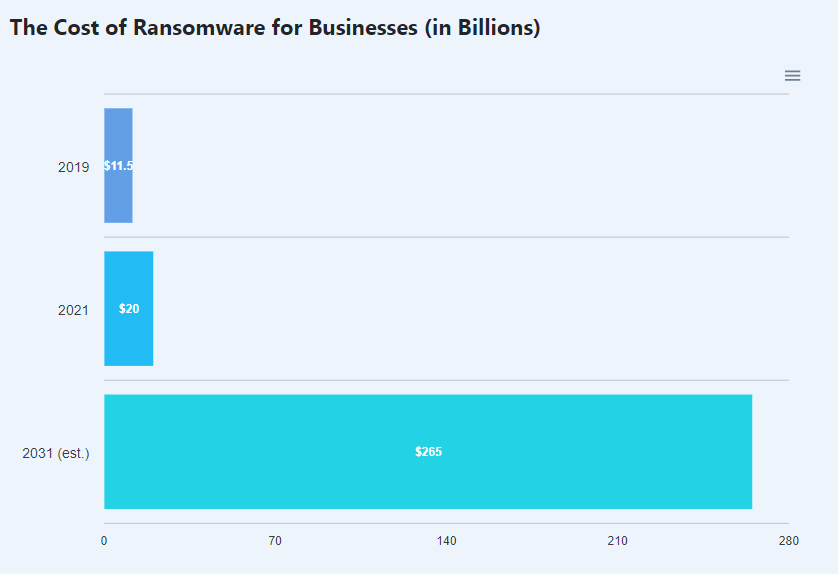 The Cost of Ransomware for Businesses (in Billions)
2019
$11.5
2021
$20
2031 (est.)
$265
0 70 140 210 280